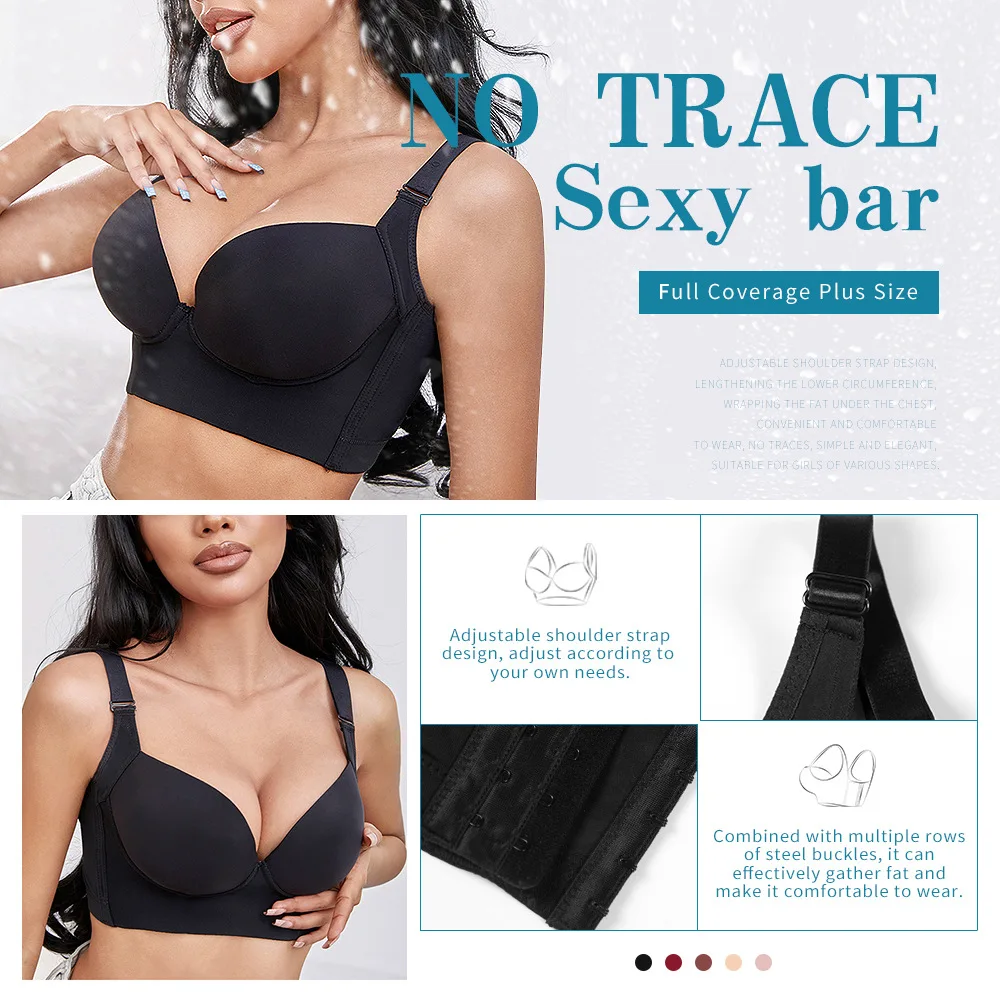 NO TRACE
Sexy bar
Full Coverage Plus Size
ADJUSTABLE SHOULDER STRAP DESIGN,
LENGTHENING THE LOWER CIRCUMFERENCE,
WRAPPING THE FAT UNDER THE CHEST,
CONVENIENT AND COMFORTABLE
TO WEAR, NO TRACES, SIMPLE AND ELEGANT,
SUITABLE FOR GIRLS OF VARIOUS SHAPES.
Adjustable shoulder strap
design, adjust according to
your own needs.
Combined with multiple rows
of steel buckles, it can
effectively gather fat and
make it comfortable to wear.